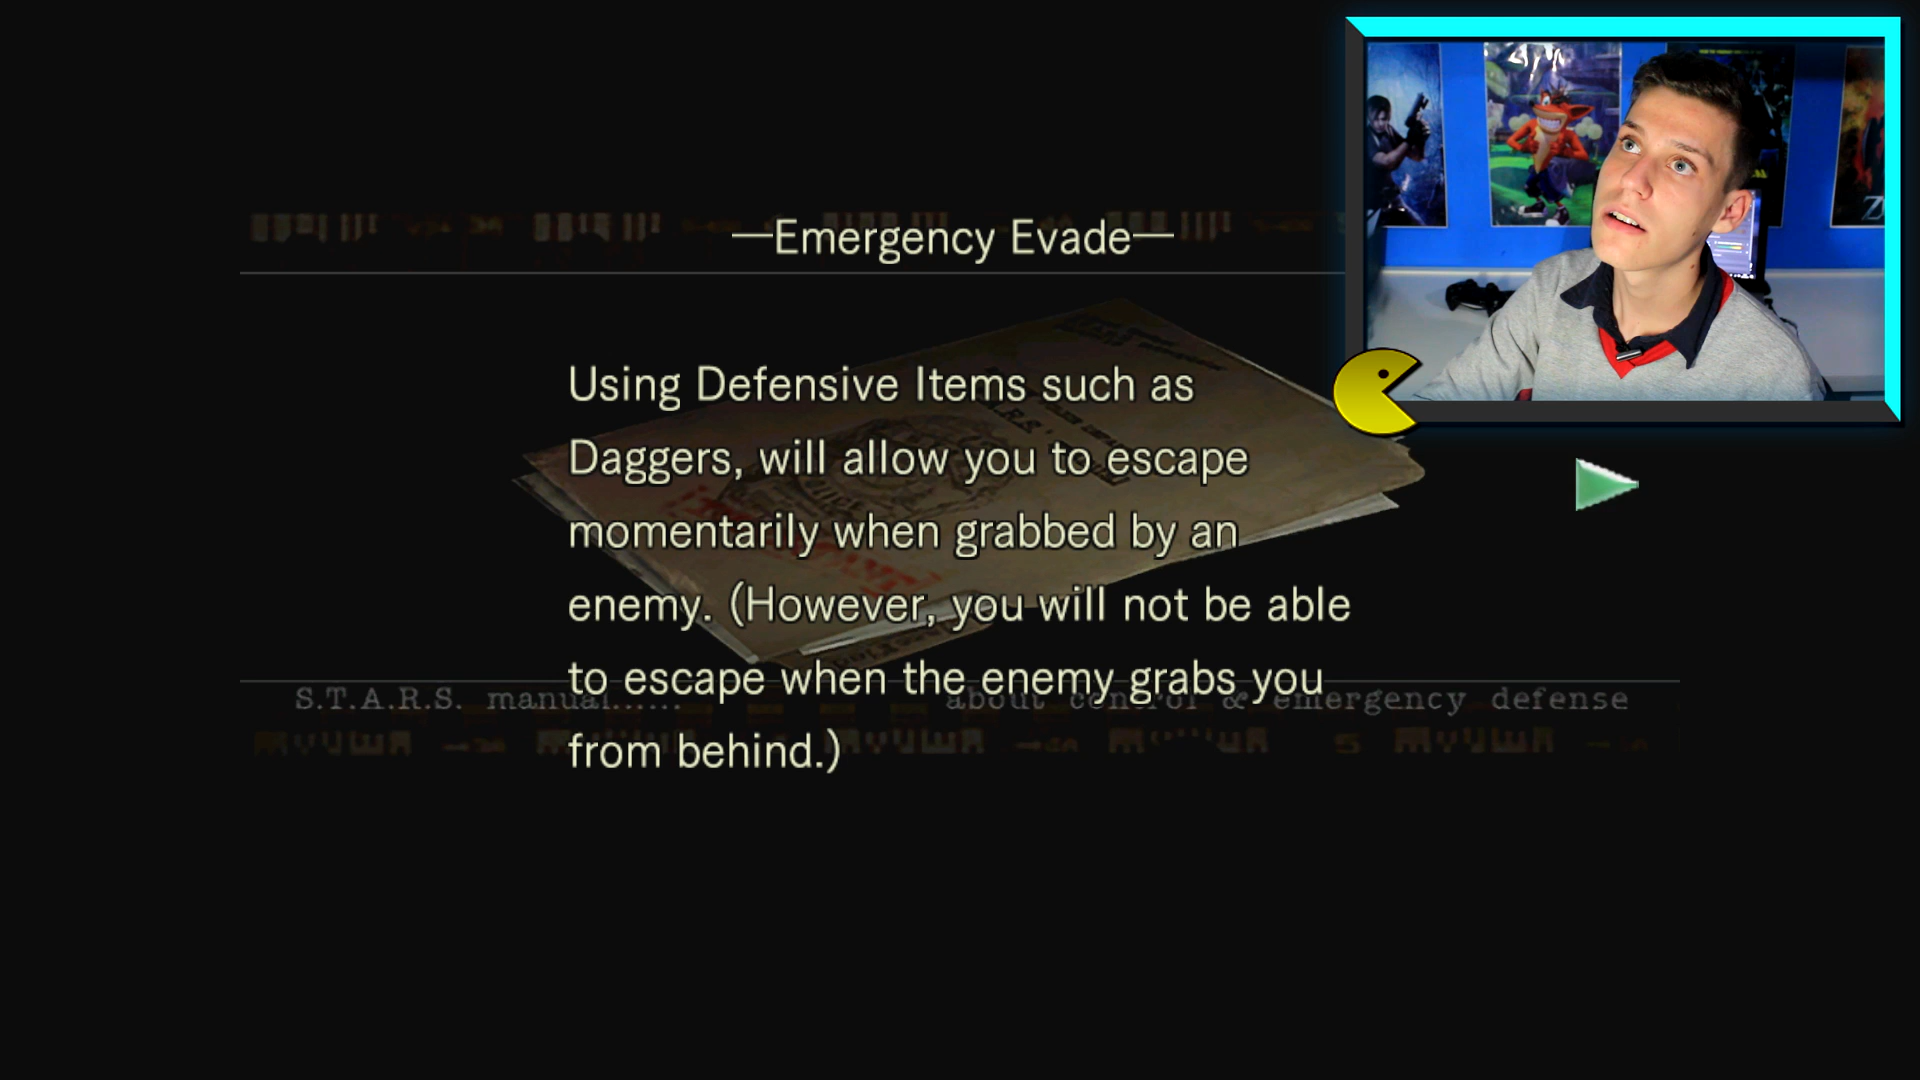 —Emergency Evade—
Using Defensive Items such as
Daggers, will allow you to escape
momentarily when grabbed by an
enemy. (However, you will not be able
to escape when the enemy grabs you
from behind.)
S.T.A.R.S. manual...... about control & emergency defense